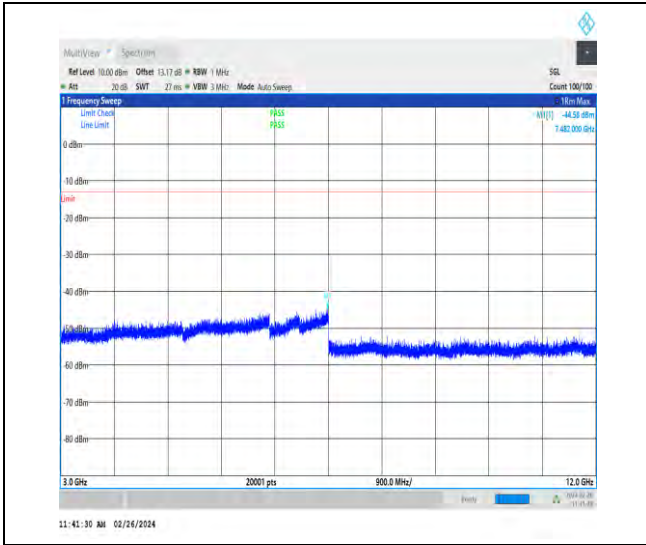 MultiView Spectrum
Ref Level 10.00 dBm Offset 13.17 dB RBW 1 MHz SGL
Att 20 dB SWT 27 ms VBW 3 MHz Mode Auto Sweep Count 100/100
1 Frequency Sweep 1Rm Max
Limit Check PASS M1[1] -44.58 dBm
Line Limit PASS 7.482 000 GHz
0 dBm
-10 dBm
Limit
-20 dBm
-30 dBm
-40 dBm
-50 dBm
-60 dBm
-70 dBm
-80 dBm
3.0 GHz 20001 pts 900.0 MHz/ 12.0 GHz
Ready
11:41:30 AM 02/26/2024